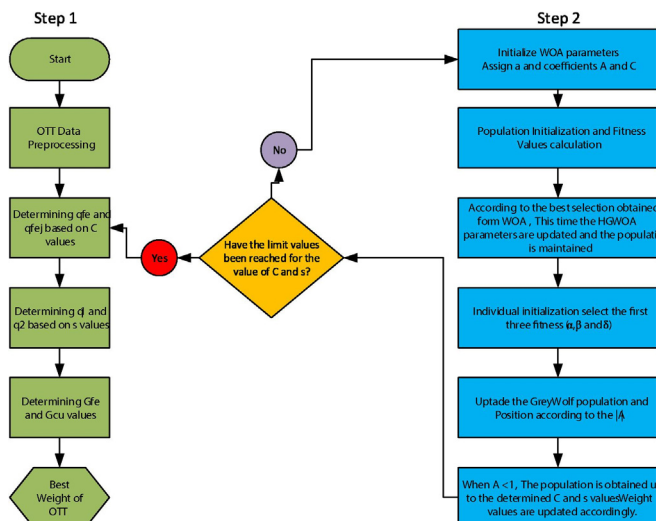 Step 1
Start
OTT Data
Preprocessing
Determining qfe and
qfej based on C
values
Determining ql and
q2 based on s values
Determining Gfe
and Gcu values
Best
Weight of
OTT
Yes
No
Have the limit values
been reached for the
value of C and s?
Step 2
Initialize WOA parameters
Assign a and coefficients A and C
Population Initialization and Fitness
Values calculation
According to the best selection obtained
form WOA , This time the HGWOA
parameters are updated and the populati
is maintained
Individual initialization select the first
three fitness (α,β and δ)
Uptade the GreyWolf population and
Position according to the |A|
When A <1, The population is obtained u
to the determined C and s valuesWeight
values are updated accordingly.